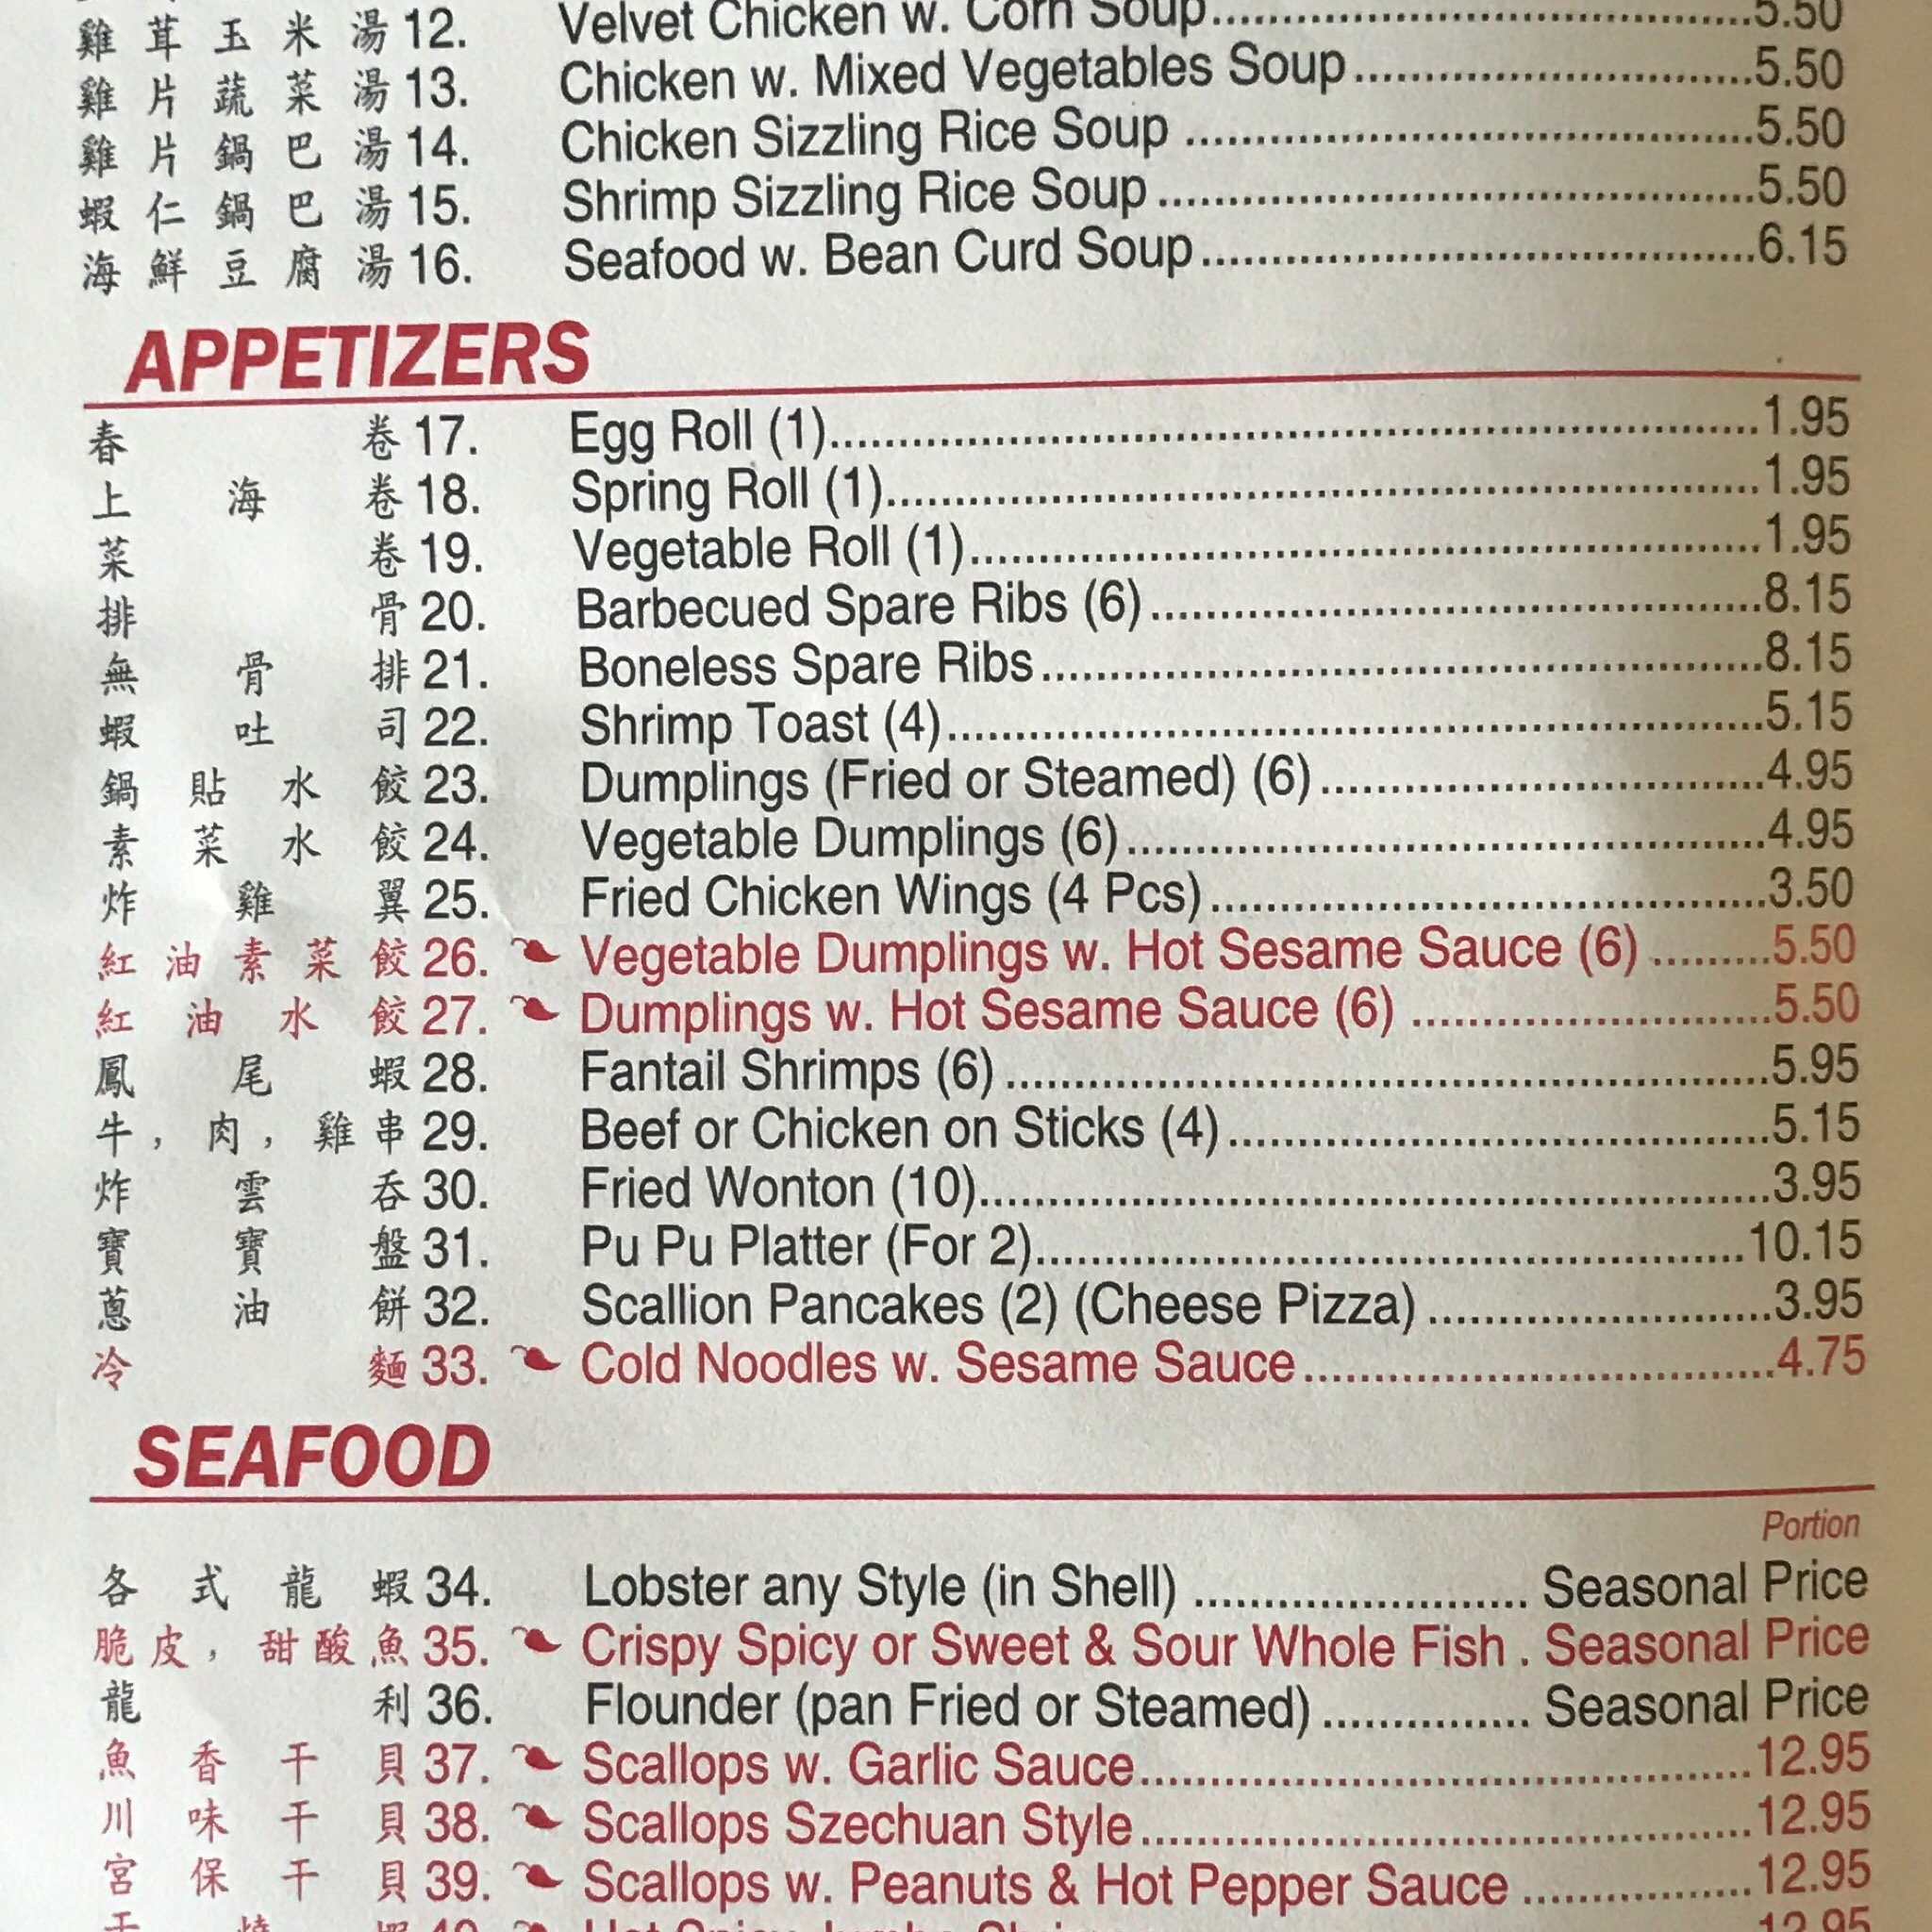 雞茸玉米湯 12. Velvet Chicken w. Corn Soup 5.50
雞片蔬菜湯 13. Chicken w. Mixed Vegetables Soup 5.50
雞片鍋巴湯 14. Chicken Sizzling Rice Soup 5.50
蝦仁鍋巴湯 15. Shrimp Sizzling Rice Soup 5.50
海鮮豆腐湯 16. Seafood w. Bean Curd Soup 6.15
APPETIZERS
春卷 17. Egg Roll (1) 1.95
上海卷 18. Spring Roll (1) 1.95
菜卷 19. Vegetable Roll (1) 1.95
排骨 20. Barbecued Spare Ribs (6) 8.15
無骨排 21. Boneless Spare Ribs 8.15
蝦吐司 22. Shrimp Toast (4) 5.15
鍋貼水餃 23. Dumplings (Fried or Steamed) (6) 4.95
素菜水餃 24. Vegetable Dumplings (6) 4.95
炸雞翼 25. Fried Chicken Wings (4 Pcs) 3.50
紅油素菜餃 26. Vegetable Dumplings w. Hot Sesame Sauce (6) 5.50
紅油水餃 27. Dumplings w. Hot Sesame Sauce (6) 5.50
鳳尾蝦 28. Fantail Shrimps (6) 5.95
牛,肉,雞串 29. Beef or Chicken on Sticks (4) 5.15
炸雲吞 30. Fried Wonton (10) 3.95
寶寶盤 31. Pu Pu Platter (For 2) 10.15
蔥油餅 32. Scallion Pancakes (2) (Cheese Pizza) 3.95
冷麵 33. Cold Noodles w. Sesame Sauce 4.75
SEAFOOD
Portion
各式龍蝦 34. Lobster any Style (in Shell) Seasonal Price
脆皮,甜酸魚 35. Crispy Spicy or Sweet & Sour Whole Fish . Seasonal Price
龍利 36. Flounder (pan Fried or Steamed) Seasonal Price
魚香干貝 37. Scallops w. Garlic Sauce 12.95
川味干貝 38. Scallops Szechuan Style 12.95
宮保干貝 39. Scallops w. Peanuts & Hot Pepper Sauce 12.95
12.95